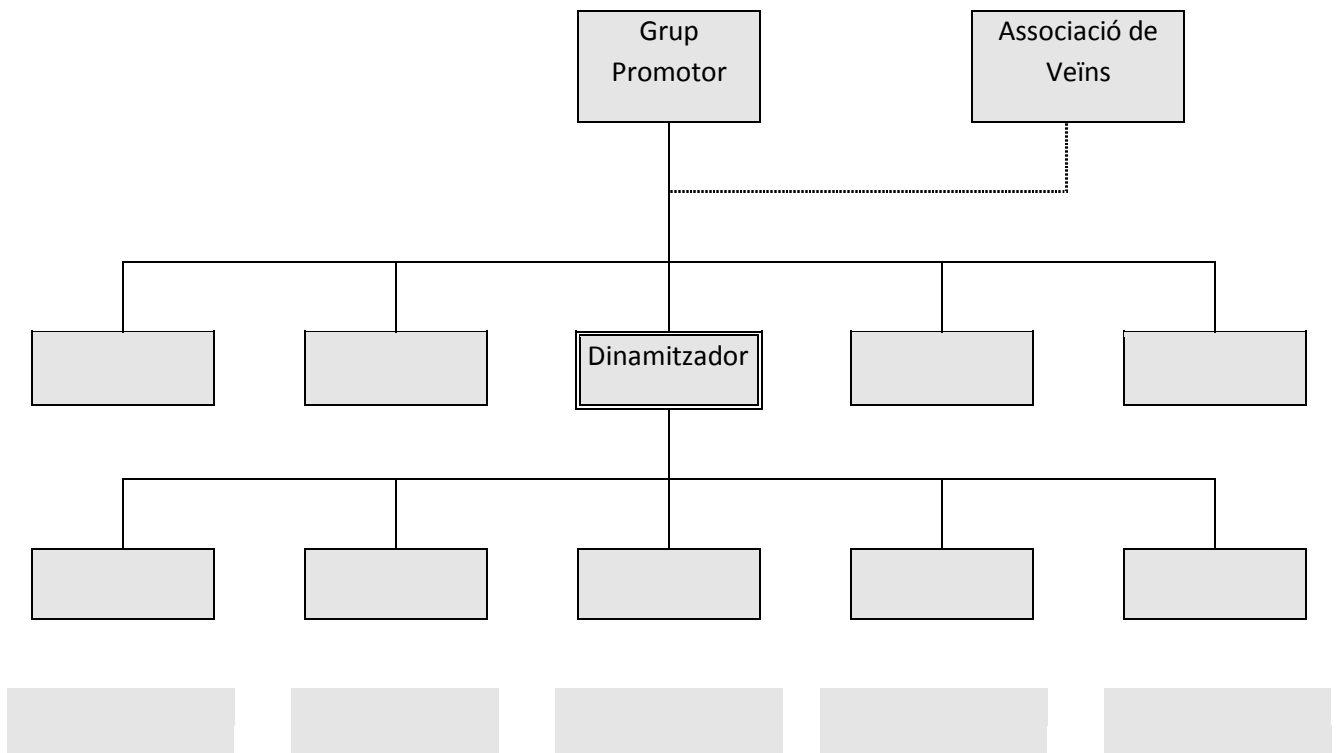 Grup
Promotor
Associació de
Veïns
Dinamitzador